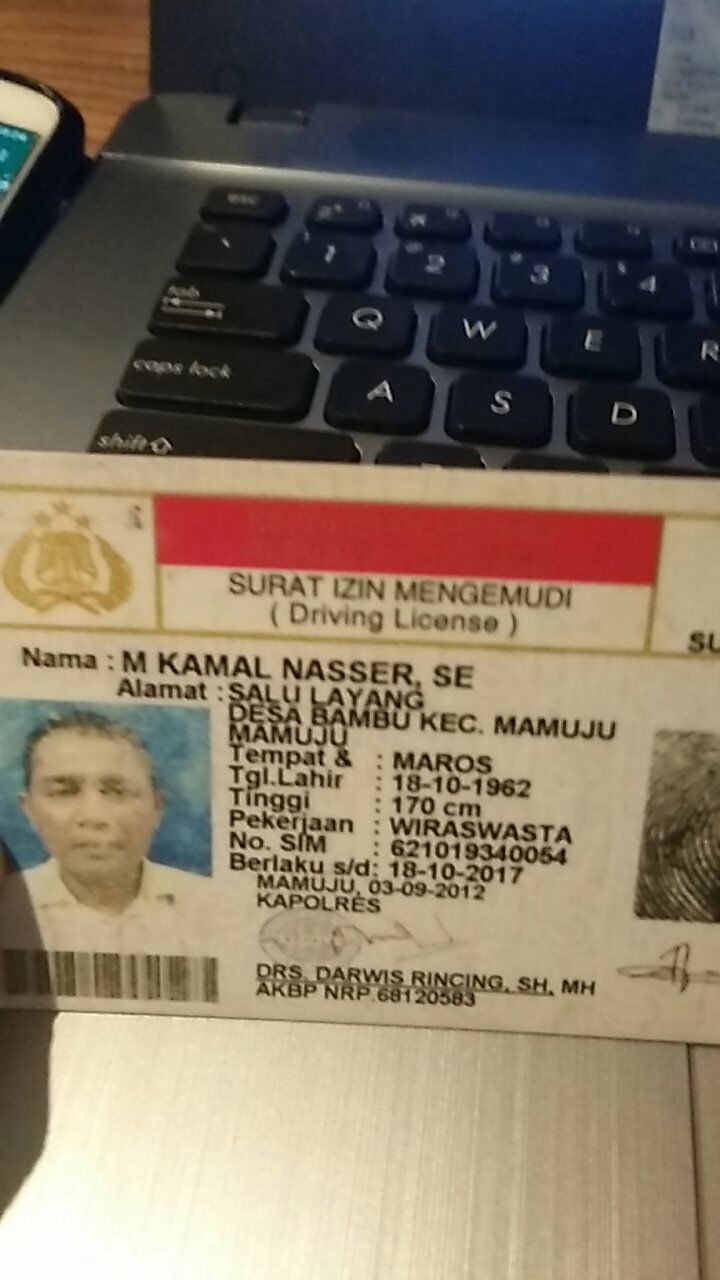 esc
1
2
3
4
tab
Q W E R
caps lock
A S D
shift
SURAT IZIN MENGEMUDI
( Driving License )
SU
Nama : M KAMAL NASSER, SE
Alamat : SALU LAYANG
DESA BAMBU KEC. MAMUJU
MAMUJU
Tempat & : MAROS
Tgl.Lahir : 18-10-1962
Tinggi : 170 cm
Pekerjaan : WIRASWASTA
No. SIM : 621019340054
Berlaku s/d: 18-10-2017
MAMUJU, 03-09-2012
KAPOLRES
DRS. DARWIS RINCING, SH, MH
AKBP NRP.68120583